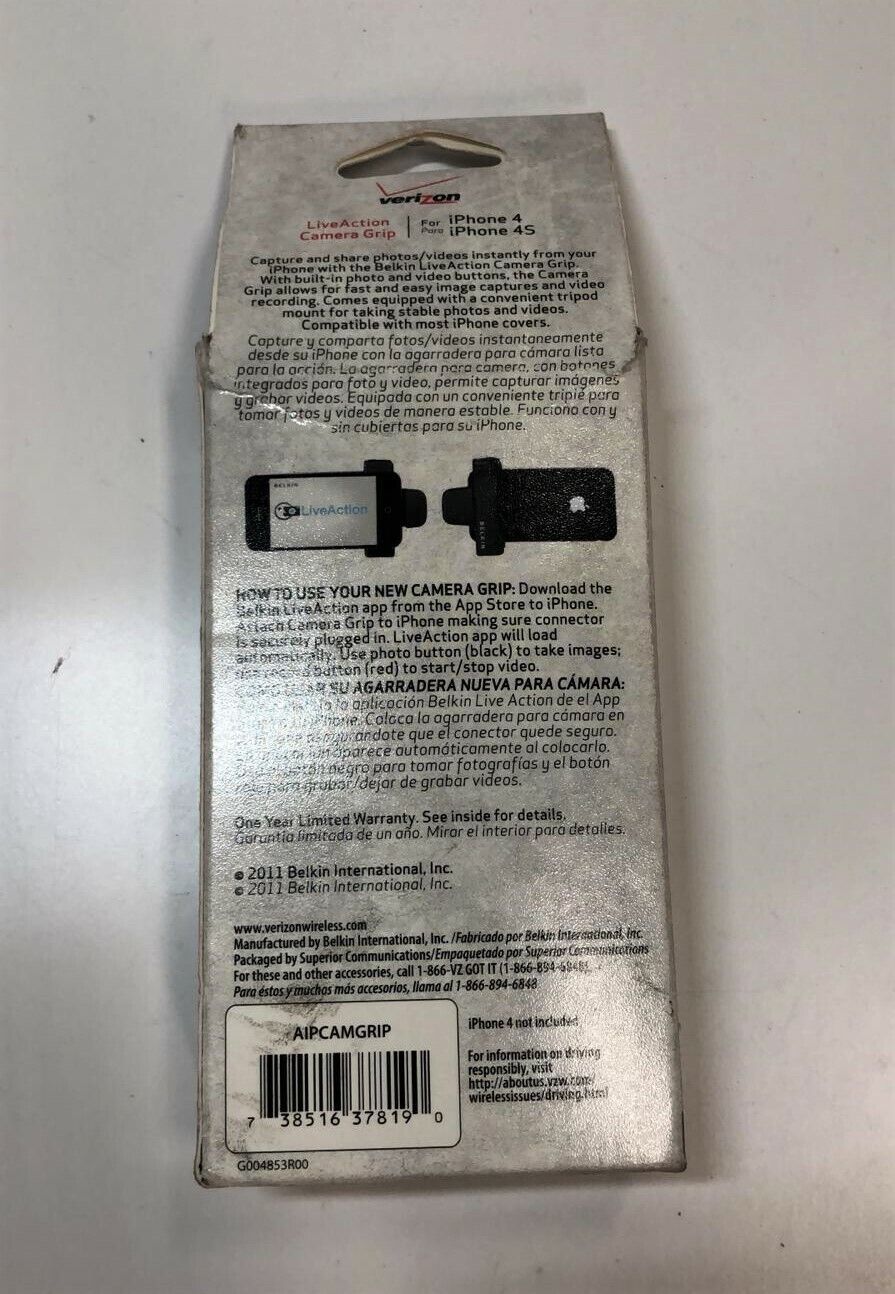 verizon
LiveAction
Camera Grip
For
Para
iPhone 4
iPhone 4S
Capture and share photos/videos instantly from your
iPhone with the Belkin LiveAction Camera Grip.
With built-in photo and video buttons, the Camera
Grip allows for fast and easy image captures and video
recording. Comes equipped with a convenient tripod
mount for taking stable photos and videos.
Compatible with most iPhone covers.
Capture y comparta fotos/videos instantaneamente
desde su iPhone con la agarradera para cámara lista
para la acción. La agarradera para camera, con botones
integrados para foto y video, permite capturar imágenes
y grabar videos. Equipada con un conveniente tripié para
tomar fotos y videos de manera estable. Funciona con y
sin cubiertas para su iPhone.
BELKIN
LiveAction
BELKIN
HOW TO USE YOUR NEW CAMERA GRIP: Download the
Belkin LiveAction app from the App Store to iPhone.
Attach Camera Grip to iPhone making sure connector
is securely plugged in. LiveAction app will load
automatically. Use photo button (black) to take images;
button (red) to start/stop video.
SU AGARRADERA NUEVA PARA CÁMARA:
la aplicación Belkin Live Action de el App
iPhone. Coloca la agarradera para cámara en
asegurandote que el conector quede seguro.
aparece automáticamente al colocarlo.
negro para tomar fotografías y el botón
para grabar/dejar de grabar videos.
One Year Limited Warranty. See inside for details.
Garantia limitada de un año. Mirar el interior para detalles.
© 2011 Belkin International, Inc.
© 2011 Belkin International, Inc.
www.verizonwireless.com
Manufactured by Belkin International, Inc. /Fabricado por Belkin International, Inc.
Packaged by Superior Communications/Empaquetado por Superior Communications
For these and other accessories, call 1-866-VZ GOT IT (1-866-894-6848).
Para éstos y muchos más accesorios, llama al 1-866-894-6848
AIPCAMGRIP
7 38516 37819 0
G004853R00
iPhone 4 not included
For information on driving
responsibly, visit
http://aboutus.vzw.com/
wirelessissues/driving.html